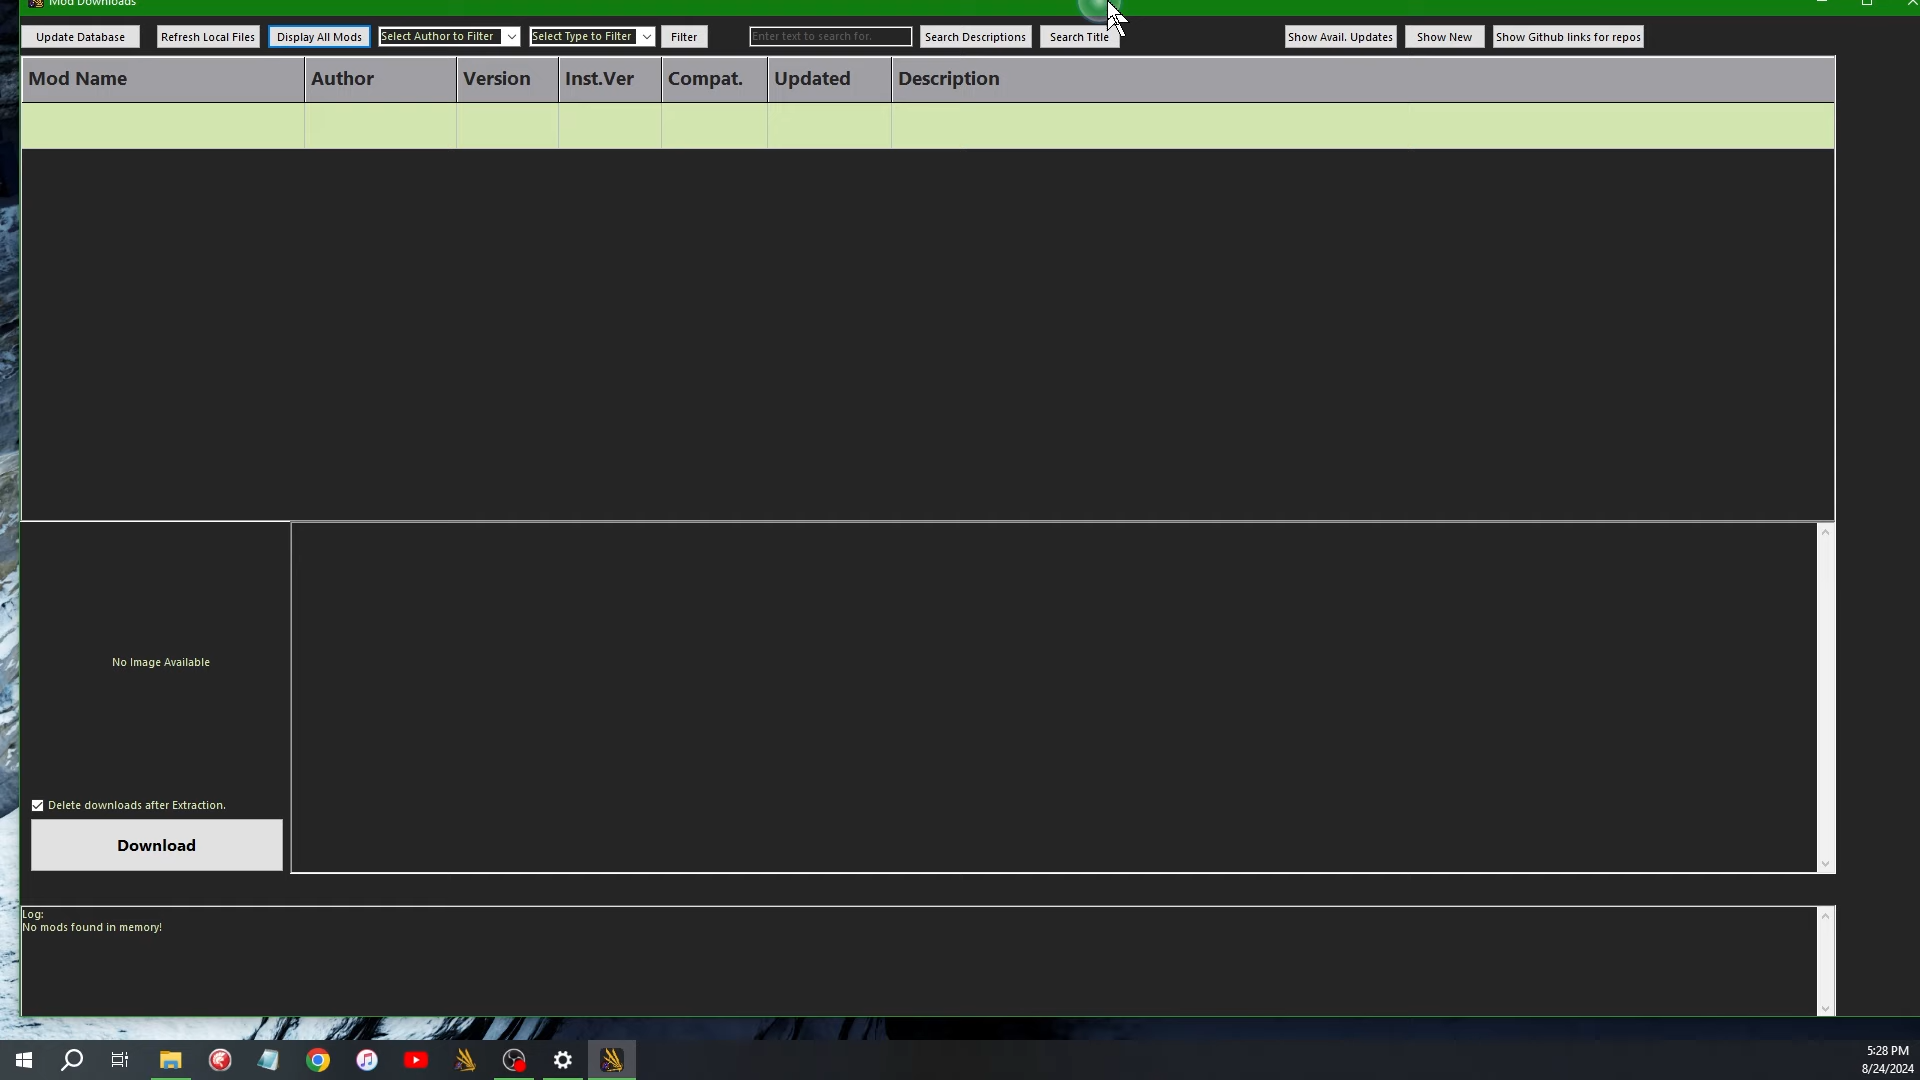 Mod Downloads
Update Database Refresh Local Files Display All Mods Select Author to Filter Select Type to Filter Filter Enter text to search for. Search Descriptions Search Title Show Avail. Updates Show New Show Github links for repos
Mod Name Author Version Inst.Ver Compat. Updated Description
No Image Available
Delete downloads after Extraction.
Download
Log:
No mods found in memory!
5:28 PM
8/24/2024